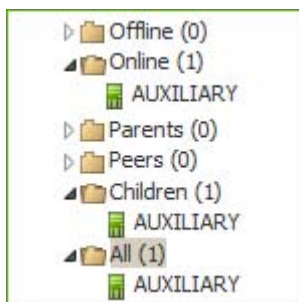 Offline (0)
Online (1)
AUXILIARY
Parents (0)
Peers (0)
Children (1)
AUXILIARY
All (1)
AUXILIARY